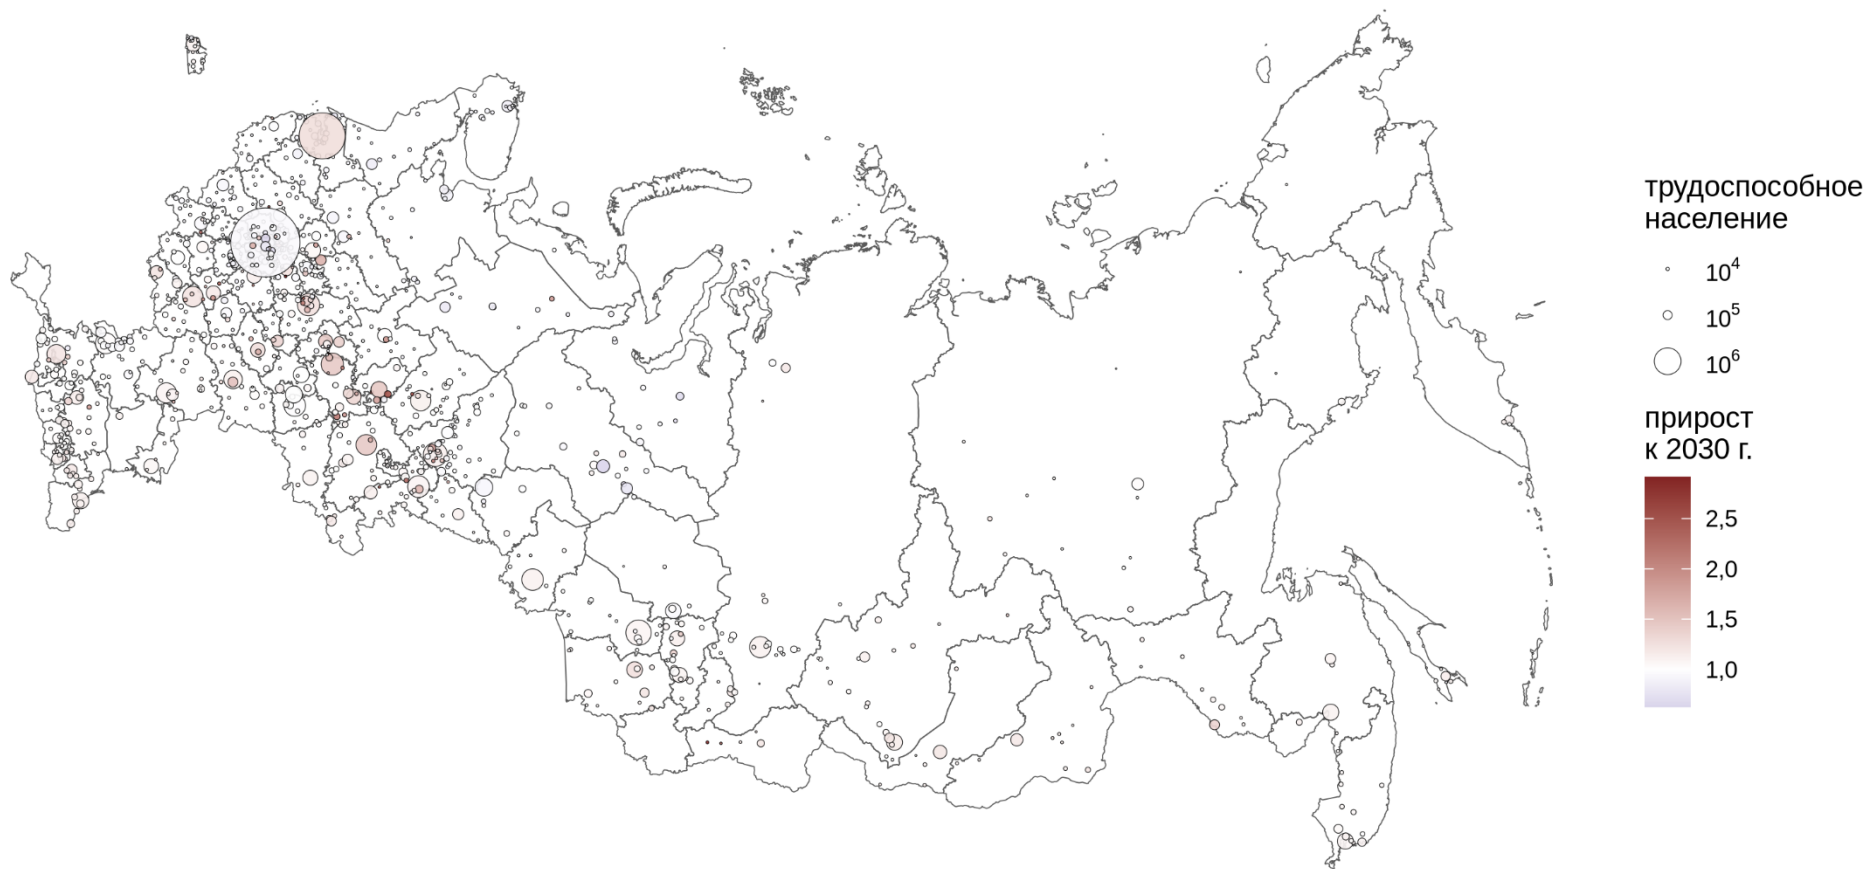 трудоспособное
население
10⁴
10⁵
10⁶
прирост
к 2030 г.
2,5
2,0
1,5
1,0